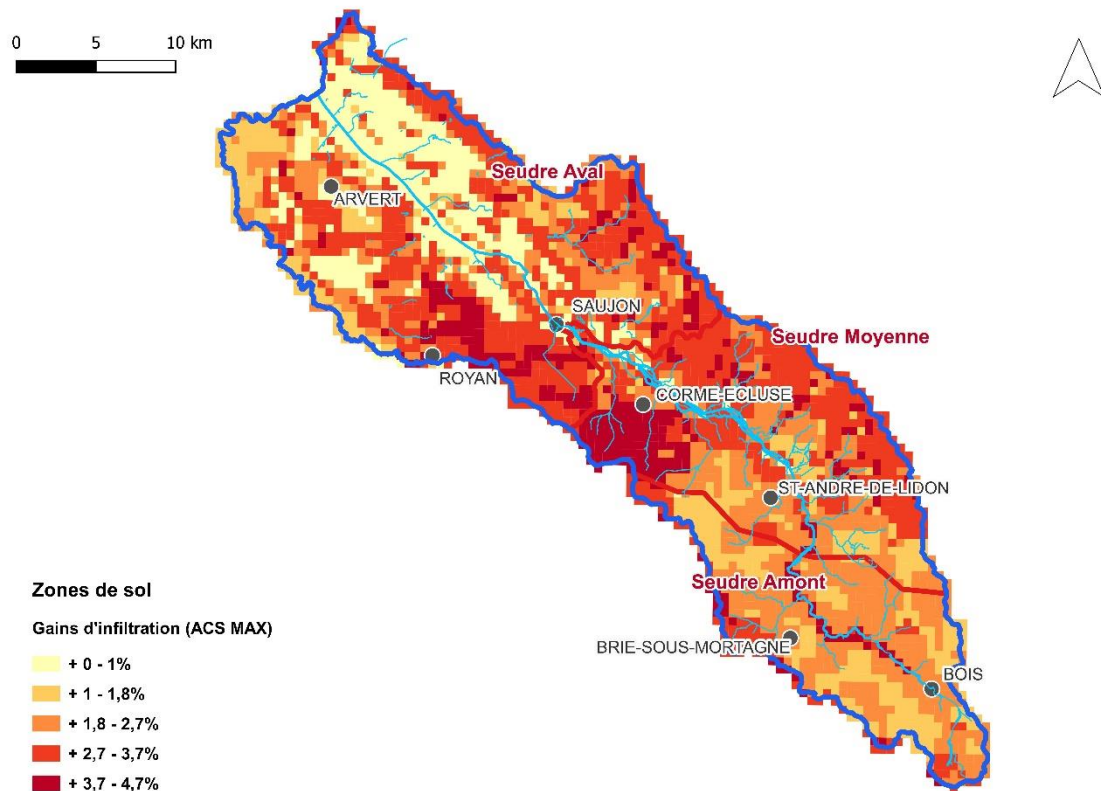 0 5 10 km
Seudre Aval
ARVERT
SAUJON
Seudre Moyenne
ROYAN
CORME-ECLUSE
ST-ANDRE-DE-LIDON
Seudre Amont
BRIE-SOUS-MORTAGNE
BOIS
Zones de sol
Gains d'infiltration (ACS MAX)
+ 0 - 1%
+ 1 - 1,8%
+ 1,8 - 2,7%
+ 2,7 - 3,7%
+ 3,7 - 4,7%